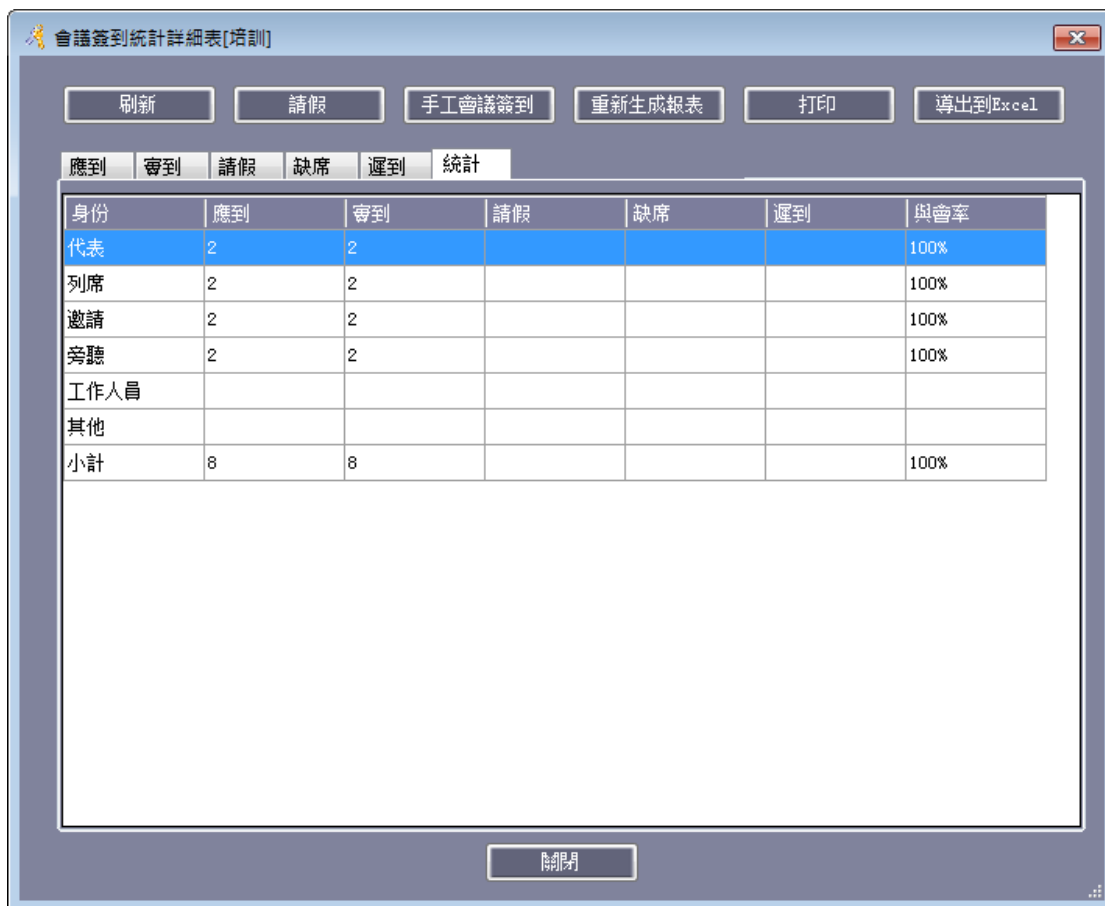 會議簽到統計詳細表[培訓]
刷新 請假 手工會議簽到 重新生成報表 打印 導出到Excel
應到 實到 請假 缺席 遲到 統計
身份 應到 實到 請假 缺席 遲到 與會率
代表 2 2 100%
列席 2 2 100%
邀請 2 2 100%
旁聽 2 2 100%
工作人員
其他
小計 8 8 100%
關閉